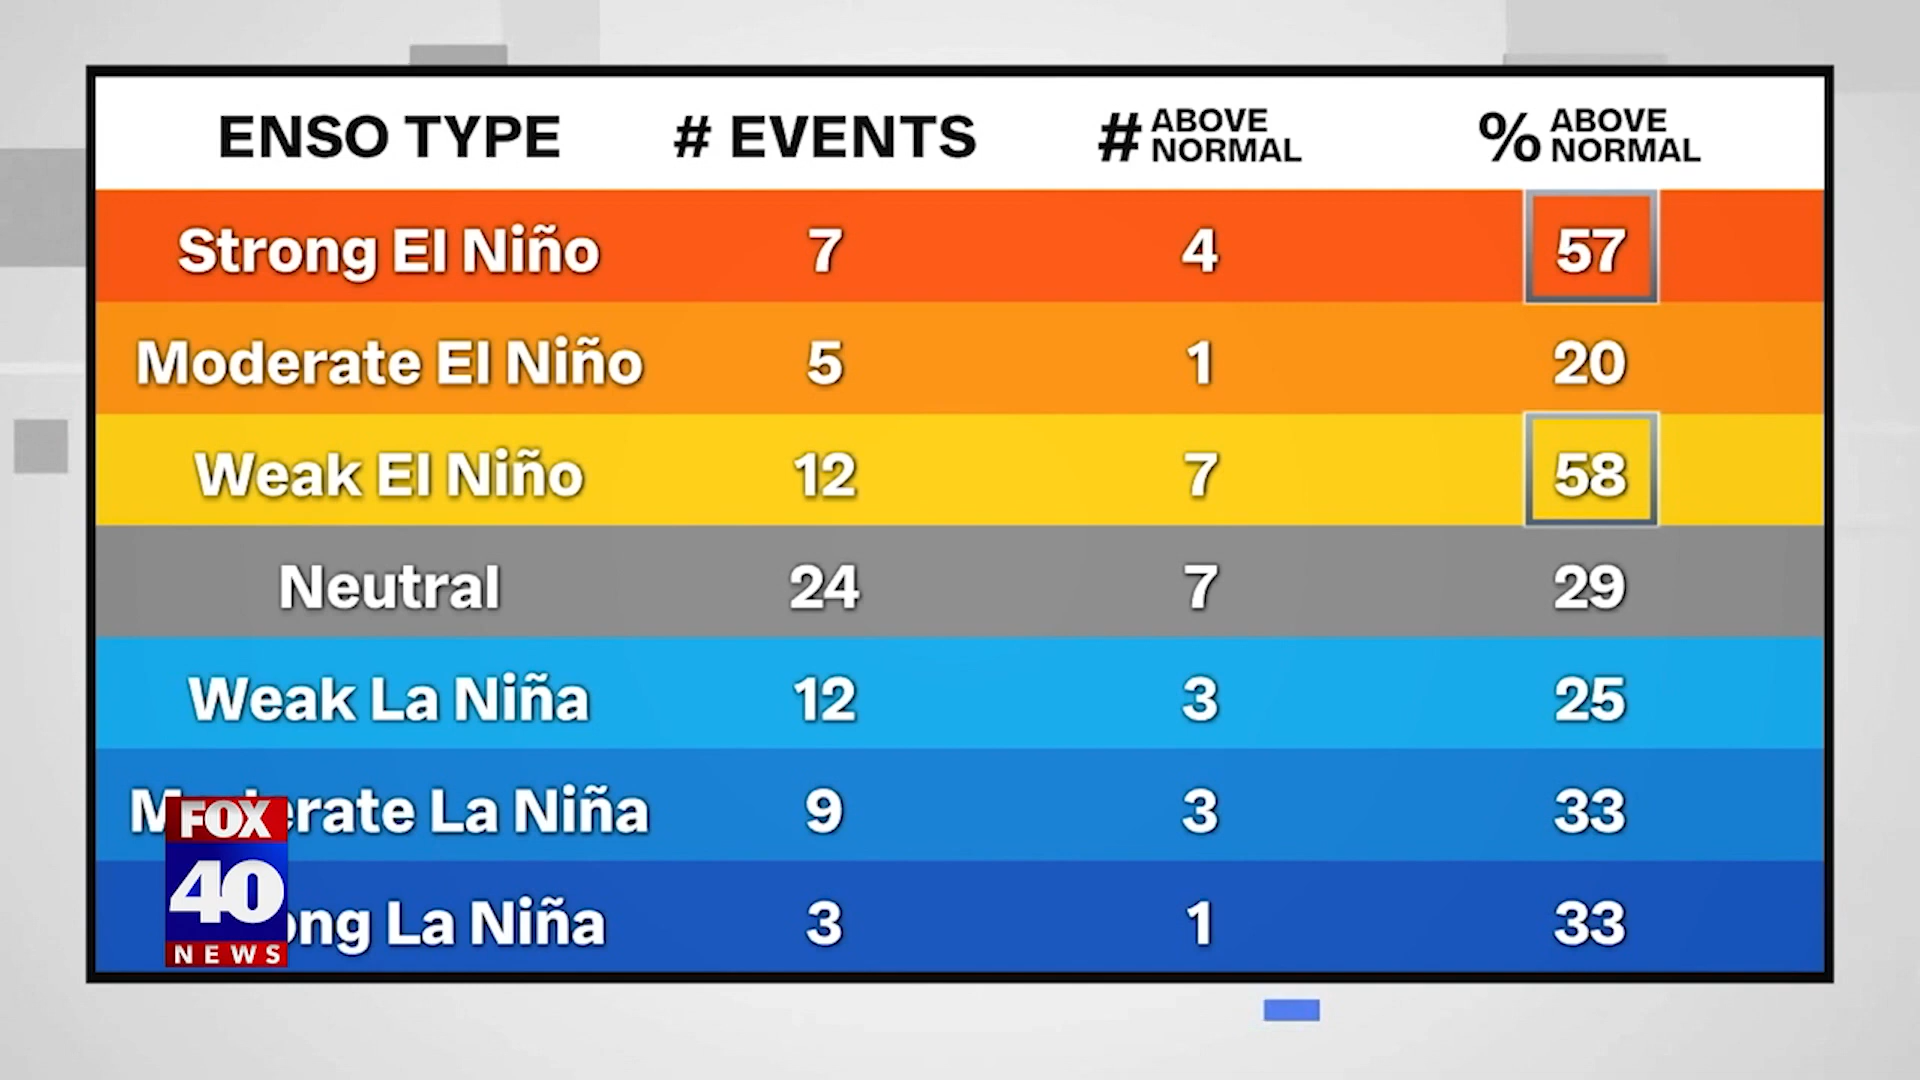 ENSO TYPE # EVENTS # ABOVE NORMAL % ABOVE NORMAL
Strong El Niño 7 4 57
Moderate El Niño 5 1 20
Weak El Niño 12 7 58
Neutral 24 7 29
Weak La Niña 12 3 25
M erate La Niña 9 3 33
ong La Niña 3 1 33
FOX
40
NEWS